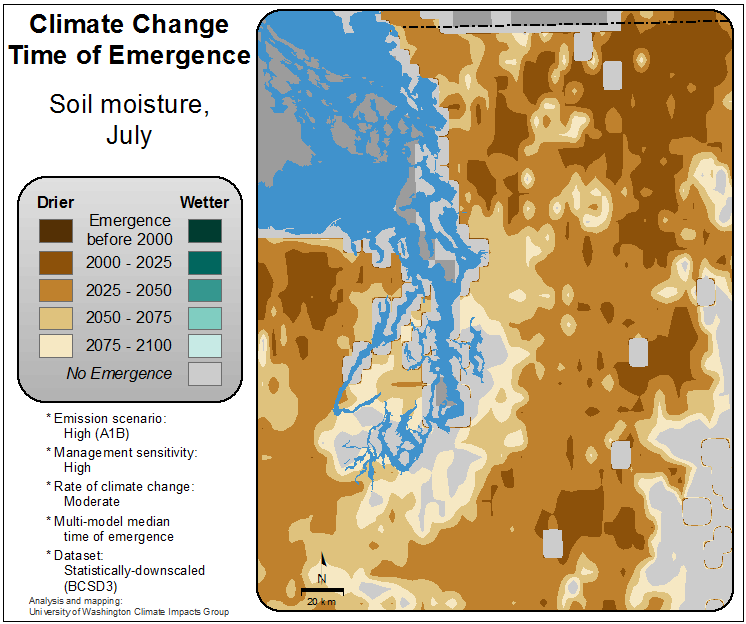 Climate Change
Time of Emergence
Soil moisture,
July
Drier
Wetter
Emergence
before 2000
2000 - 2025
2025 - 2050
2050 - 2075
2075 - 2100
No Emergence
* Emission scenario:
High (A1B)
* Management sensitivity:
High
* Rate of climate change:
Moderate
* Multi-model median
time of emergence
* Dataset:
Statistically-downscaled
(BCSD3)
Analysis and mapping:
University of Washington Climate Impacts Group
N
20 km